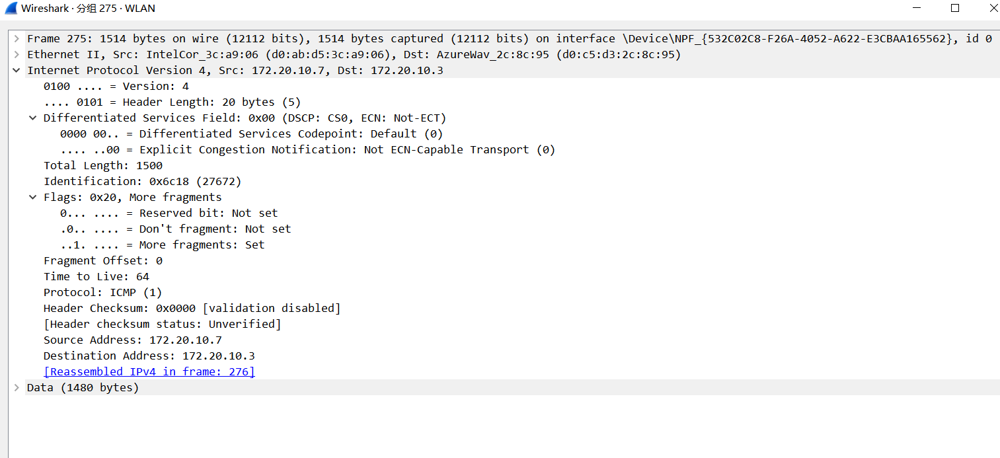 Wireshark · 分组 275 · WLAN
Frame 275: 1514 bytes on wire (12112 bits), 1514 bytes captured (12112 bits) on interface \Device\NPF_{532C02C8-F26A-4052-A622-E3CBAA165562}, id 0
Ethernet II, Src: IntelCor_3c:a9:06 (d0:ab:d5:3c:a9:06), Dst: AzureWav_2c:8c:95 (d0:c5:d3:2c:8c:95)
Internet Protocol Version 4, Src: 172.20.10.7, Dst: 172.20.10.3
0100 .... = Version: 4
.... 0101 = Header Length: 20 bytes (5)
Differentiated Services Field: 0x00 (DSCP: CS0, ECN: Not-ECT)
0000 00.. = Differentiated Services Codepoint: Default (0)
.... ..00 = Explicit Congestion Notification: Not ECN-Capable Transport (0)
Total Length: 1500
Identification: 0x6c18 (27672)
Flags: 0x20, More fragments
0... .... = Reserved bit: Not set
.0.. .... = Don't fragment: Not set
..1. .... = More fragments: Set
Fragment Offset: 0
Time to Live: 64
Protocol: ICMP (1)
Header Checksum: 0x0000 [validation disabled]
[Header checksum status: Unverified]
Source Address: 172.20.10.7
Destination Address: 172.20.10.3
[Reassembled IPv4 in frame: 276]
Data (1480 bytes)